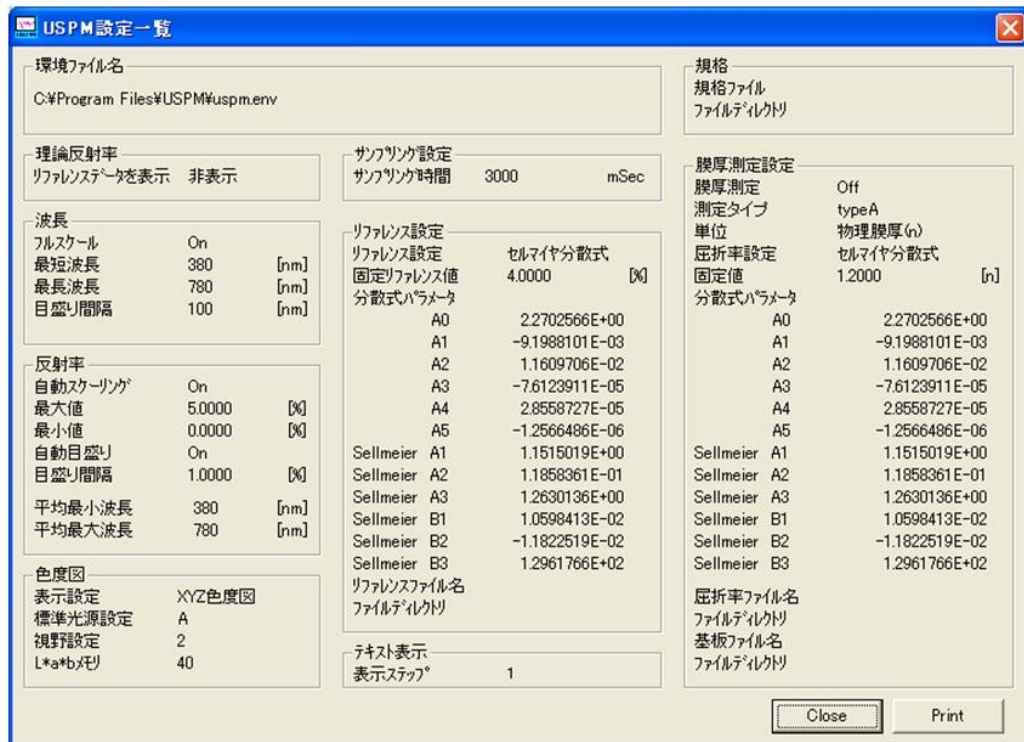 USPM設定一覧
環境ファイル名
C:¥Program Files¥USPM¥uspm.env
理論反射率
リファレンスデータを表示 非表示
波長
フルスケール On
最短波長 380 [nm]
最長波長 780 [nm]
目盛り間隔 100 [nm]
反射率
自動スケーリング On
最大値 5.0000 [%]
最小値 0.0000 [%]
自動目盛り On
目盛り間隔 1.0000 [%]
平均最小波長 380 [nm]
平均最大波長 780 [nm]
色度図
表示設定 XYZ色度図
標準光源設定 A
視野設定 2
L*a*bメモリ 40
サンプリング設定
サンプリング時間 3000 mSec
リファレンス設定
リファレンス設定 セルマイヤ分散式
固定リファレンス値 4.0000 [%]
分散式パラメータ
A0 2.2702566E+00
A1 -9.1988101E-03
A2 1.1609706E-02
A3 -7.6123911E-05
A4 2.8558727E-05
A5 -1.2566486E-06
Sellmeier A1 1.1515019E+00
Sellmeier A2 1.1858361E-01
Sellmeier A3 1.2630136E+00
Sellmeier B1 1.0598413E-02
Sellmeier B2 -1.1822519E-02
Sellmeier B3 1.2961766E+02
リファレンスファイル名
ファイルディレクトリ
テキスト表示
表示ステップ 1
規格
規格ファイル
ファイルディレクトリ
膜厚測定設定
膜厚測定 Off
測定タイプ typeA
単位 物理膜厚(n)
屈折率設定 セルマイヤ分散式
固定値 1.2000 [n]
分散式パラメータ
A0 2.2702566E+00
A1 -9.1988101E-03
A2 1.1609706E-02
A3 -7.6123911E-05
A4 2.8558727E-05
A5 -1.2566486E-06
Sellmeier A1 1.1515019E+00
Sellmeier A2 1.1858361E-01
Sellmeier A3 1.2630136E+00
Sellmeier B1 1.0598413E-02
Sellmeier B2 -1.1822519E-02
Sellmeier B3 1.2961766E+02
屈折率ファイル名
ファイルディレクトリ
基板ファイル名
ファイルディレクトリ
Close Print